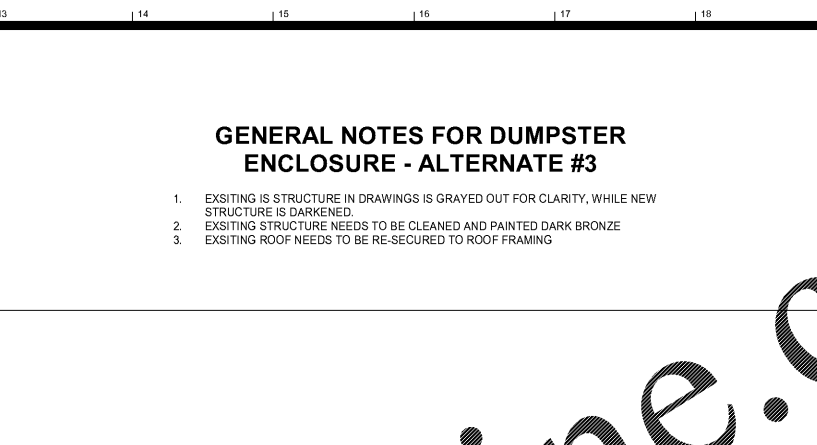 13 14 15 16 17 18
GENERAL NOTES FOR DUMPSTER
ENCLOSURE - ALTERNATE #3
1. EXSITING IS STRUCTURE IN DRAWINGS IS GRAYED OUT FOR CLARITY, WHILE NEW
STRUCTURE IS DARKENED.
2. EXSITING STRUCTURE NEEDS TO BE CLEANED AND PAINTED DARK BRONZE
3. EXSITING ROOF NEEDS TO BE RE-SECURED TO ROOF FRAMING
ine.c